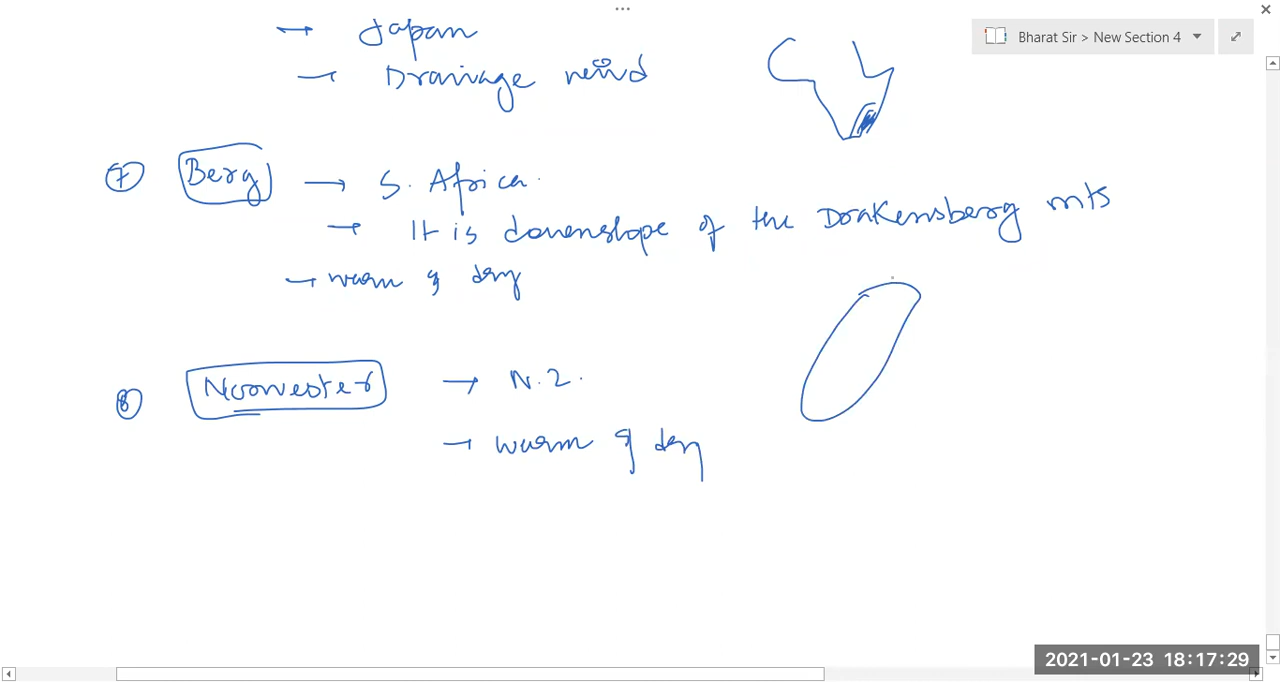 ...
Bharat Sir > New Section 4
→ Japan
→ Drainage wind
⑦ Berg → S. Africa.
→ It is downslope of the Drakensberg mts
→ warm & dry
⑧ Norwester → N.Z.
→ warm & dry
2021-01-23 18:17:29